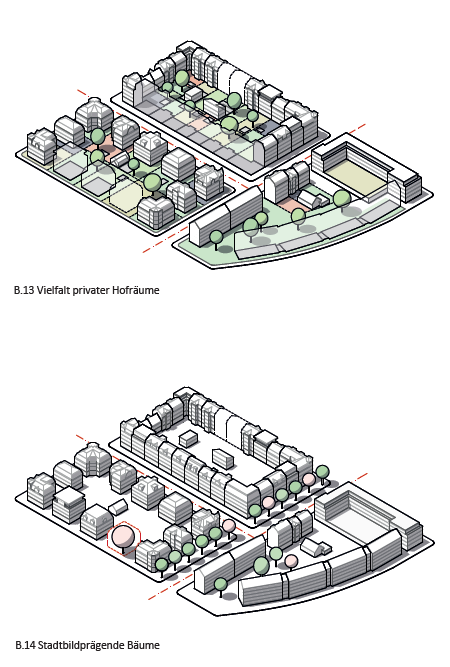 B.13 Vielfalt privater Hofräume
B.14 Stadtbildprägende Bäume